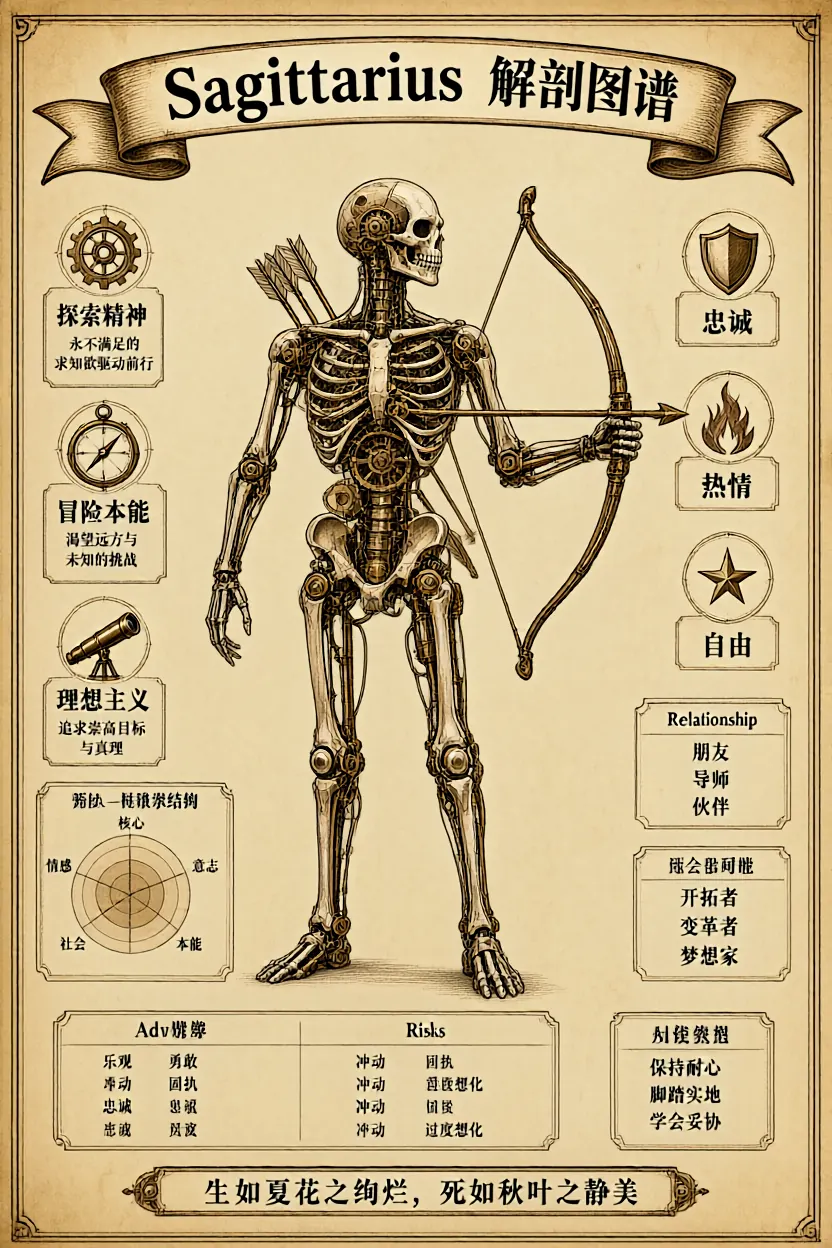 Sagittarius 解剖图谱
探索精神
永不满足的
求知欲驱动前行
冒险本能
渴望远方与
未知的挑战
理想主义
追求崇高目标
与真理
核心
情感
意志
社会
本能
忠诚
热情
自由
Relationship
朋友
导师
伙伴
开拓者
变革者
梦想家
Risks
乐观 勇敢 冲动 固执
冲动
忠诚 冲动
冲动 过度想化
保持耐心
脚踏实地
学会妥协
生如夏花之绚烂，死如秋叶之静美